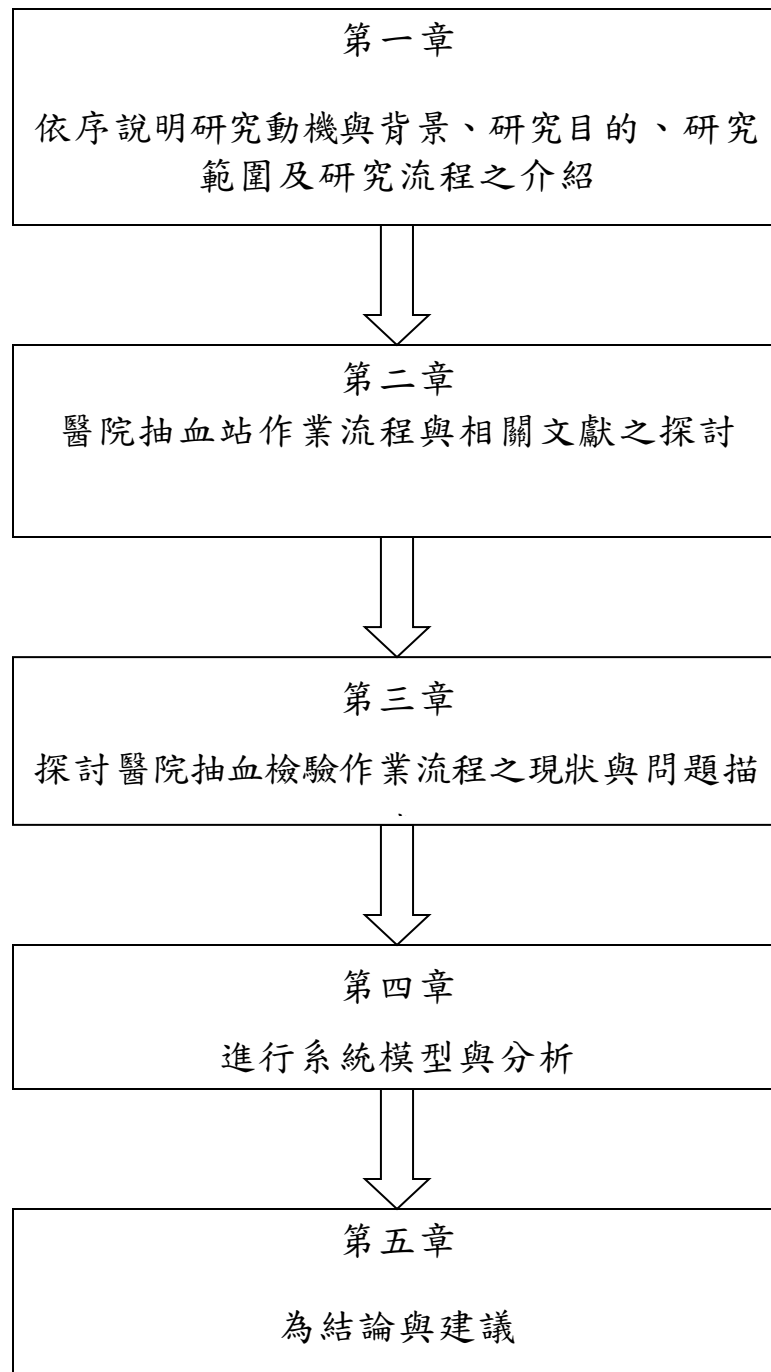 第一章
依序說明研究動機與背景、研究目的、研究
範圍及研究流程之介紹
第二章
醫院抽血站作業流程與相關文獻之探討
第三章
探討醫院抽血檢驗作業流程之現狀與問題描
第四章
進行系統模型與分析
第五章
為結論與建議